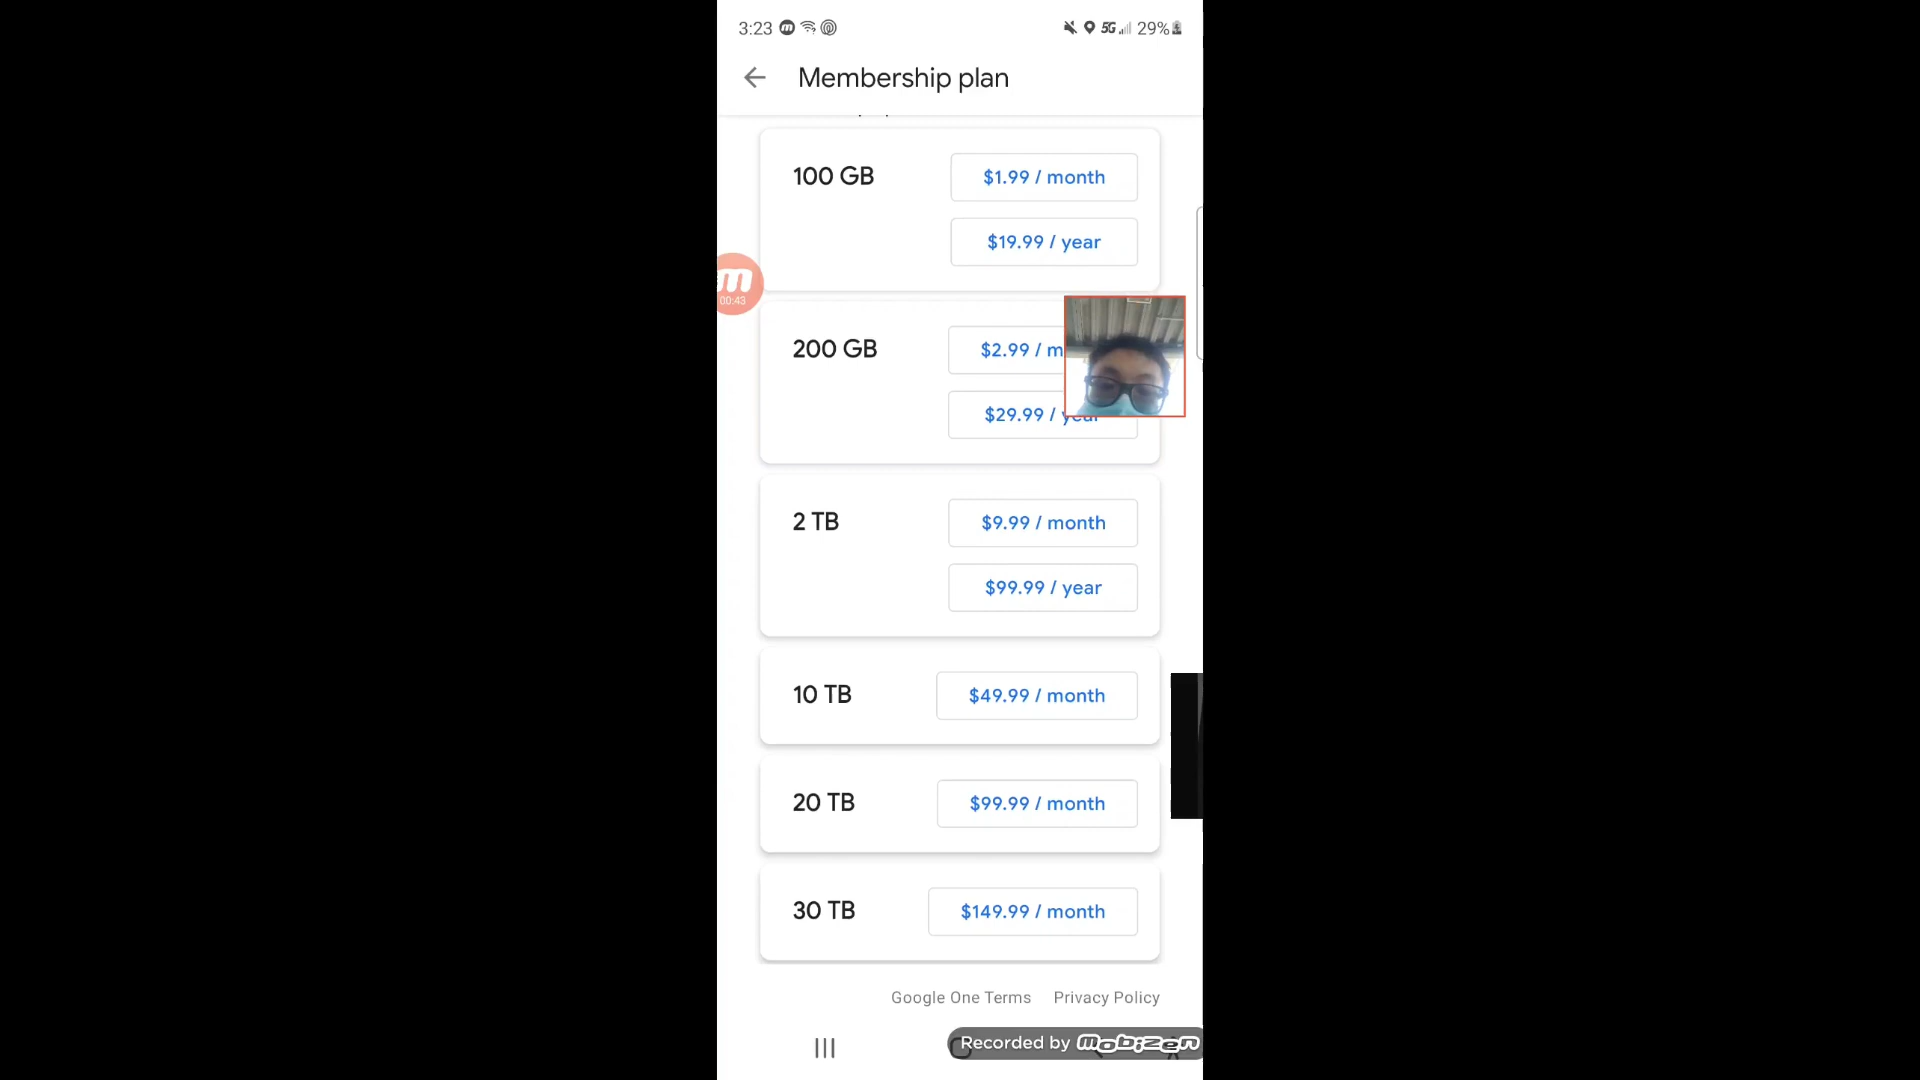 3:23 m 5G 29%
Membership plan
100 GB
$1.99 / month
$19.99 / year
m
00:43
200 GB
$2.99 / m
$29.99 / year
2 TB
$9.99 / month
$99.99 / year
10 TB
$49.99 / month
20 TB
$99.99 / month
30 TB
$149.99 / month
Google One Terms Privacy Policy
Recorded by mobizen